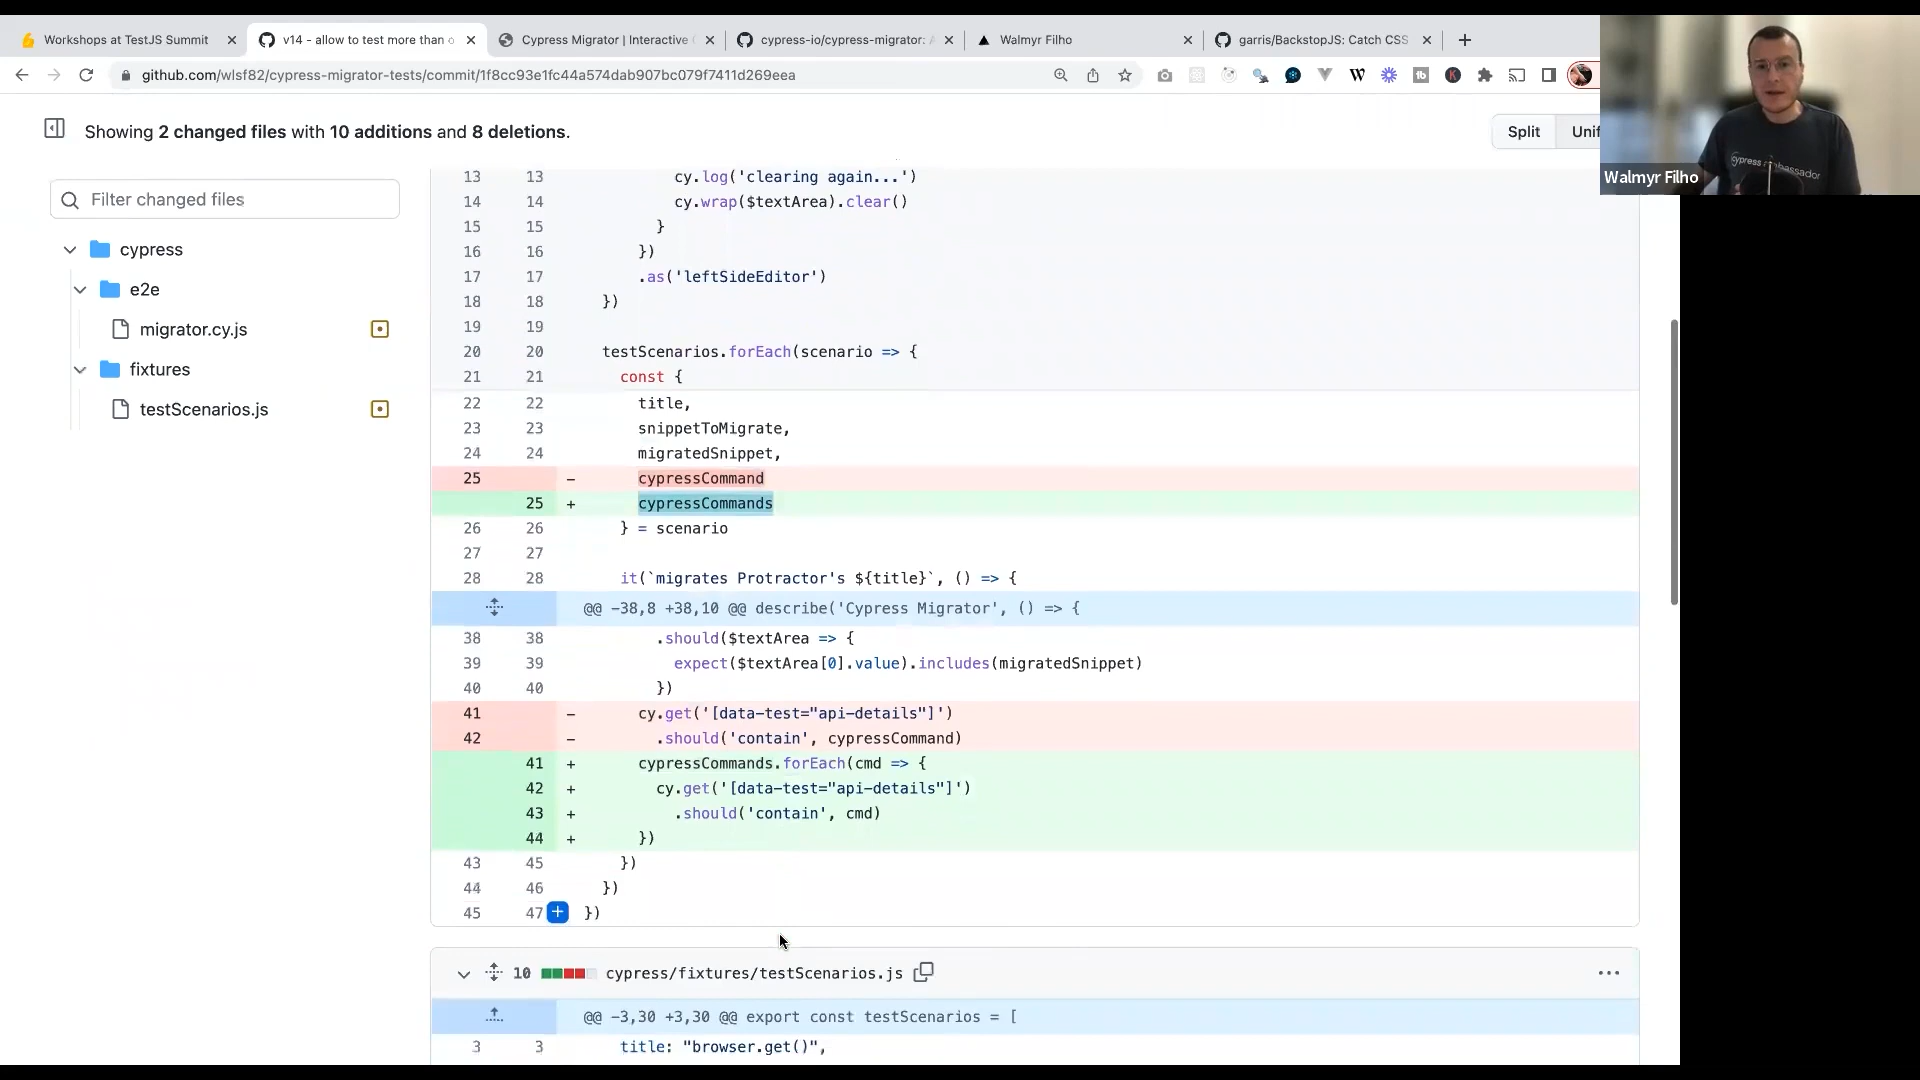 Workshops at TestJS Summit
v14 - allow to test more than o
Cypress Migrator | Interactive
cypress-io/cypress-migrator:
Walmyr Filho
garris/BackstopJS: Catch CSS
github.com/wlsf82/cypress-migrator-tests/commit/1f8cc93e1fc44a574dab907bc079f7411d269eea
Showing 2 changed files with 10 additions and 8 deletions.
Split
Unif
Walmyr Filho
cypress ambassador
Filter changed files
cypress
e2e
migrator.cy.js
fixtures
testScenarios.js
13 13 cy.log('clearing again...')
14 14 cy.wrap($textArea).clear()
15 15 }
16 16 })
17 17 .as('leftSideEditor')
18 18 })
19 19
20 20 testScenarios.forEach(scenario => {
21 21 const {
22 22 title,
23 23 snippetToMigrate,
24 24 migratedSnippet,
25 - cypressCommand
25 + cypressCommands
26 26 } = scenario
27 27
28 28 it(`migrates Protractor's ${title}`, () => {
@@ -38,8 +38,10 @@ describe('Cypress Migrator', () => {
38 38 .should($textArea => {
39 39 expect($textArea[0].value).includes(migratedSnippet)
40 40 })
41 - cy.get('[data-test="api-details"]')
42 - .should('contain', cypressCommand)
41 + cypressCommands.forEach(cmd => {
42 + cy.get('[data-test="api-details"]')
43 + .should('contain', cmd)
44 + })
43 45 })
44 46 })
45 47 })
10 cypress/fixtures/testScenarios.js
@@ -3,30 +3,30 @@ export const testScenarios = [
3 3 title: "browser.get()",